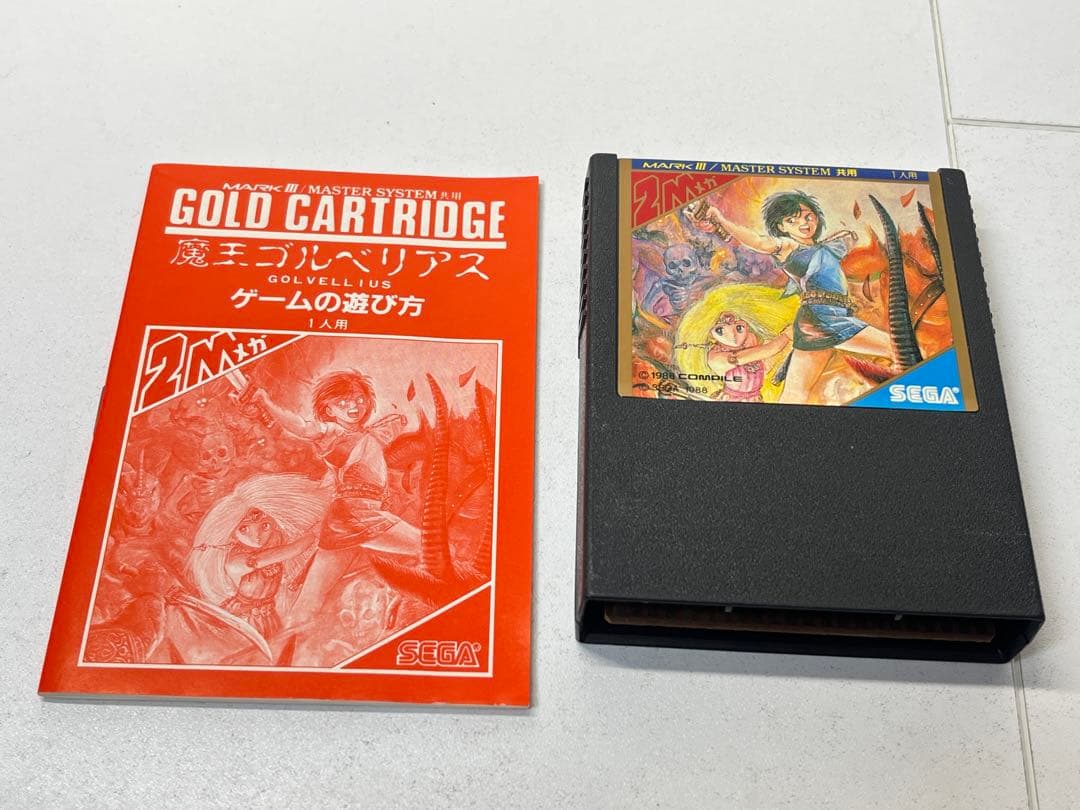 MARK III / MASTER SYSTEM 共用
GOLD CARTRIDGE
魔王ゴルベリアス
GOLVELLIUS
ゲームの遊び方
1人用
2Mメガ
SEGA®
MARK III / MASTER SYSTEM 共用 1人用
2Mメガ
© 1988 COMPILE
© SEGA 1988
SEGA®